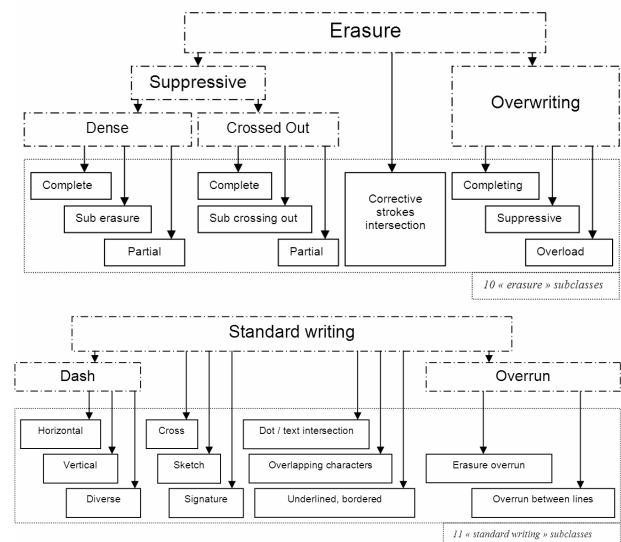 Erasure
Suppressive
Overwriting
Dense
Crossed Out
Complete
Complete
Corrective
strokes
intersection
Completing
Sub erasure
Sub crossing out
Suppressive
Partial
Partial
Overload
10 « erasure » subclasses
Standard writing
Dash
Overrun
Horizontal
Cross
Dot / text intersection
Vertical
Sketch
Overlapping characters
Erasure overrun
Diverse
Signature
Underlined, bordered
Overrun between lines
11 « standard writing » subclasses